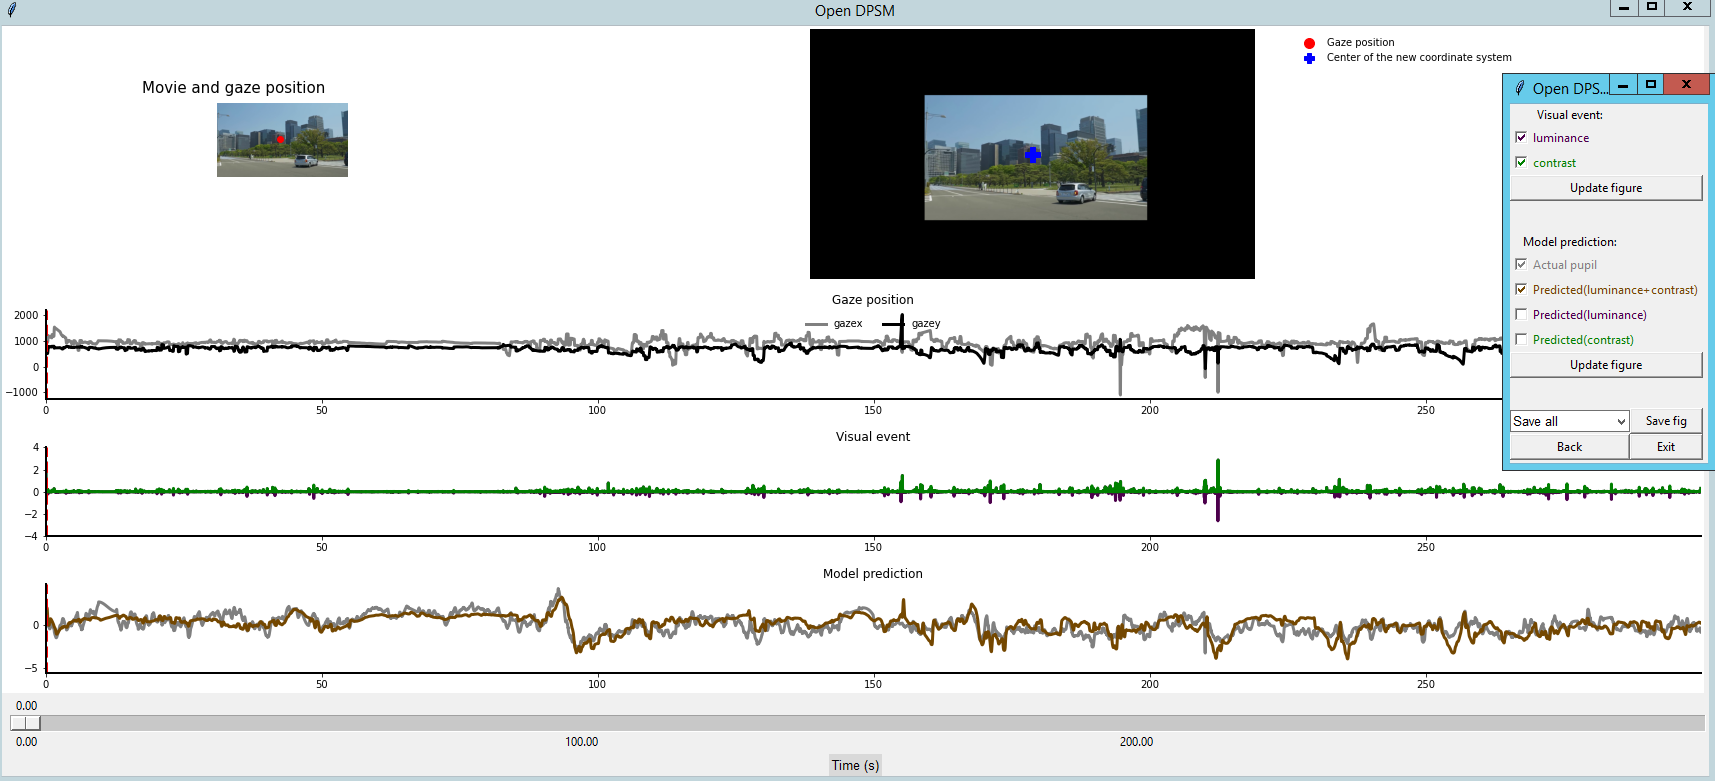 Open DPSM
Movie and gaze position
Gaze position
Center of the new coordinate system
Open DPS...
Visual event:
luminance
contrast
Update figure
Model prediction:
Actual pupil
Predicted(luminance+contrast)
Predicted(luminance)
Predicted(contrast)
Update figure
Save all
Save fig
Back
Exit
Gaze position
gazex
gazey
2000
1000
0
−1000
0
50
100
150
200
250
Visual event
4
2
0
−2
−4
0
50
100
150
200
250
Model prediction
0
−5
0
50
100
150
200
250
0.00
0.00
100.00
200.00
Time (s)